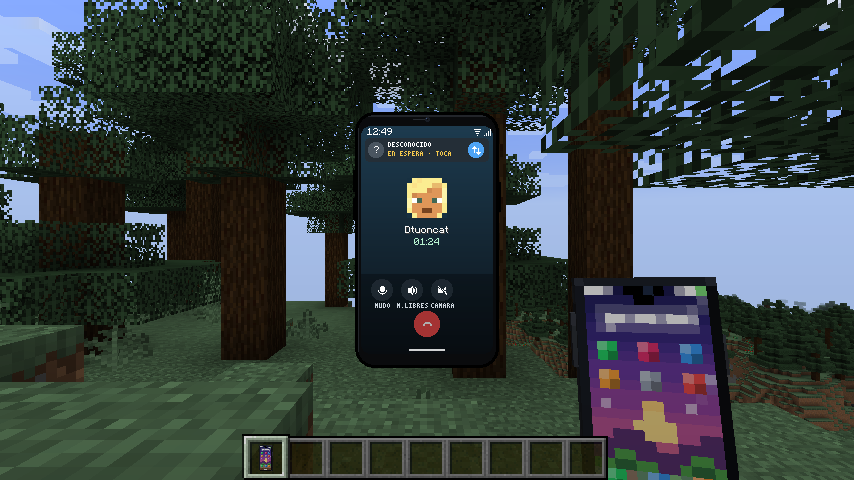 12:49
?
DESCONOCIDO
EN ESPERA · TOCA
Dtuoncat
01:24
MUDO M.LIBRES CAMARA